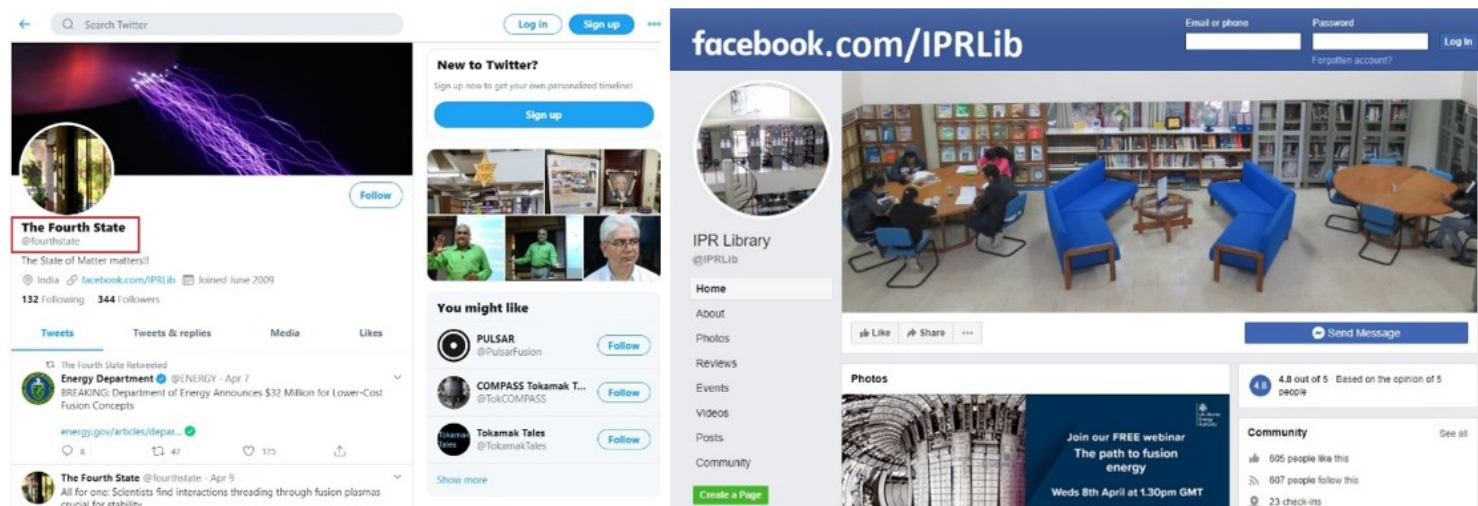 Search Twitter
Log in
Sign up
The Fourth State
@fourthstate
The State of Matter matters!!
India facebook.com/IPRLib Joined June 2009
132 Following 344 Followers
Follow
Tweets Tweets & replies Media Likes
The Fourth State Retweeted
Energy Department @ENERGY · Apr 7
BREAKING: Department of Energy Announces $32 Million for Lower-Cost
Fusion Concepts
energy.gov/articles/depar...
8 47 175
The Fourth State @fourthstate · Apr 9
All for one: Scientists find interactions threading through fusion plasmas
crucial for stability
New to Twitter?
Sign up now to get your own personalized timeline!
Sign up
You might like
PULSAR
@PulsarFusion
Follow
COMPASS Tokamak T...
@TokCOMPASS
Follow
Tokamak Tales
Tokamak Tales
@TokamakTales
Follow
Show more
facebook.com/IPRLib
Email or phone
Password
Log In
Forgotten account?
IPR Library
@IPRLib
Home
About
Photos
Reviews
Events
Videos
Posts
Community
Create a Page
Like Share
Send Message
Photos
Join our FREE webinar
The path to fusion
energy
Weds 8th April at 1.30pm GMT
4.8
4.8 out of 5 · Based on the opinion of 5
people
Community
See all
605 people like this
607 people follow this
23 check-ins